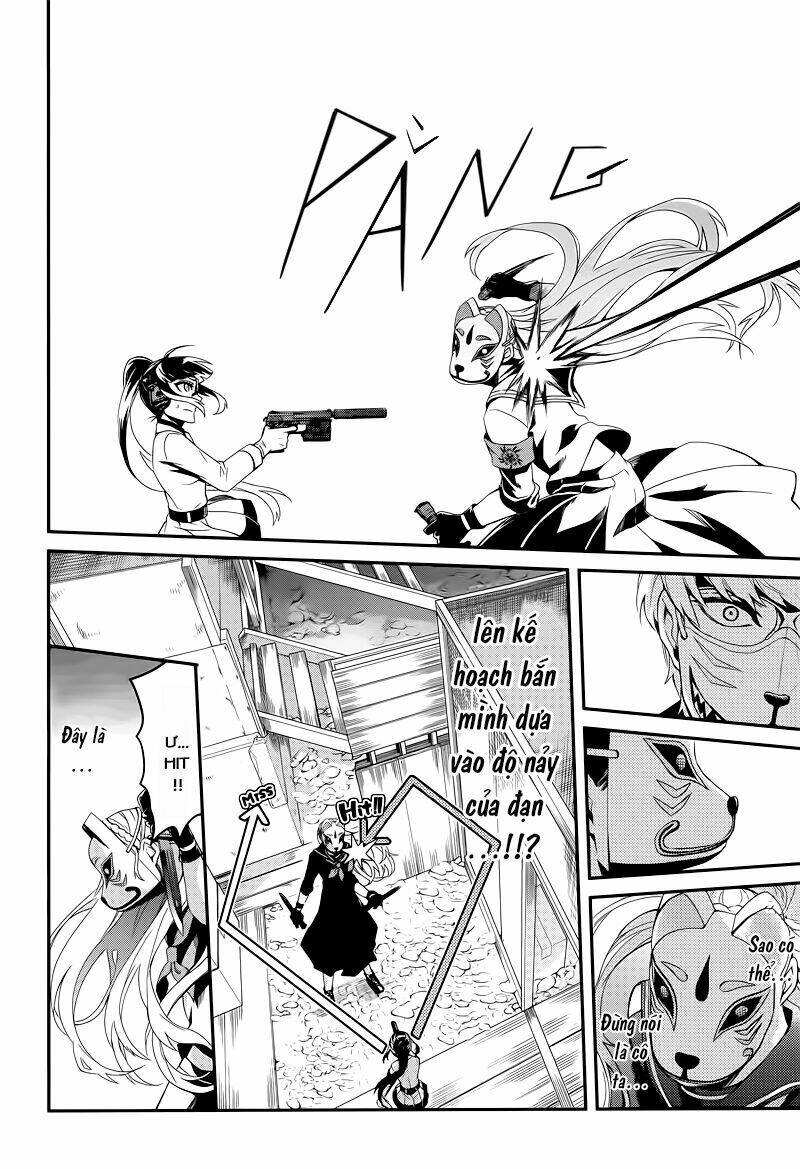 PẰNG
Sao có
thể...
Đừng nói
là cô
ta...
lên kế
hoạch bắn
mình dựa
vào độ nảy
của đạn
...!!?
Miss
Hit!!
Ư...
HIT
!!
Đây là
...